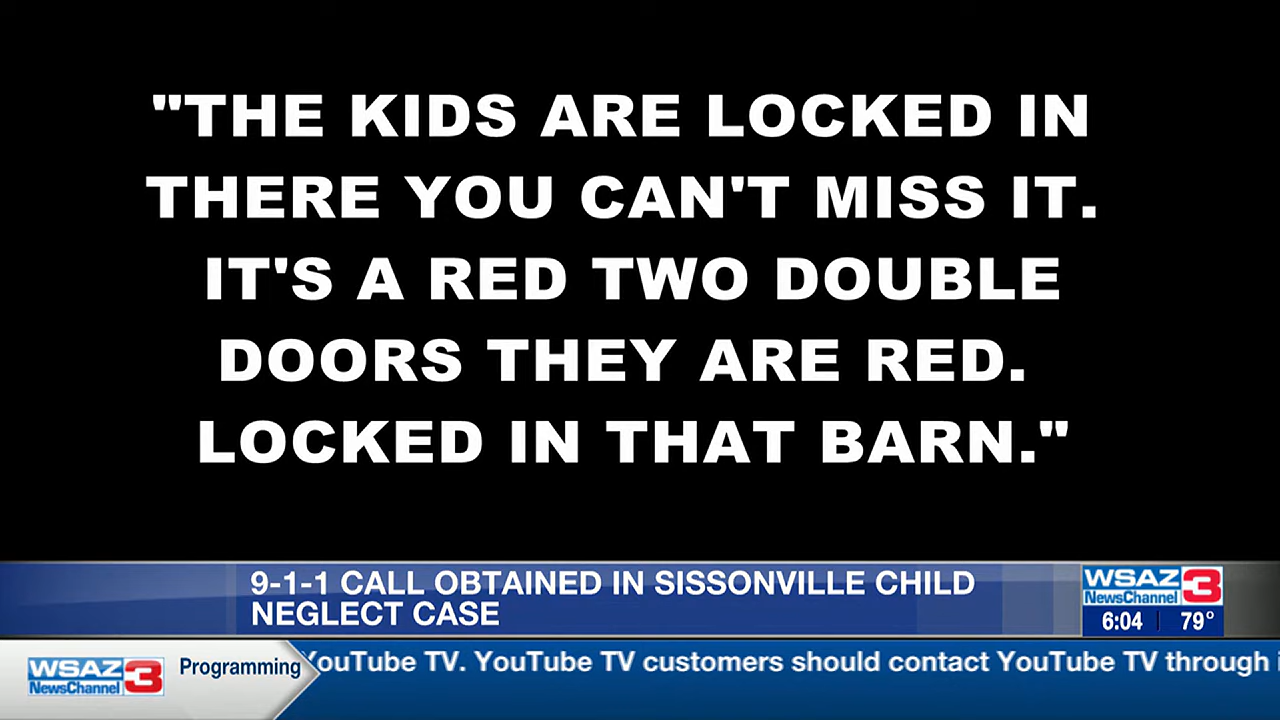 "THE KIDS ARE LOCKED IN
THERE YOU CAN'T MISS IT.
IT'S A RED TWO DOUBLE
DOORS THEY ARE RED.
LOCKED IN THAT BARN."
9-1-1 CALL OBTAINED IN SISSONVILLE CHILD
NEGLECT CASE
WSAZ 3
NewsChannel
6:04 79°
WSAZ 3
NewsChannel
Programming
YouTube TV. YouTube TV customers should contact YouTube TV through